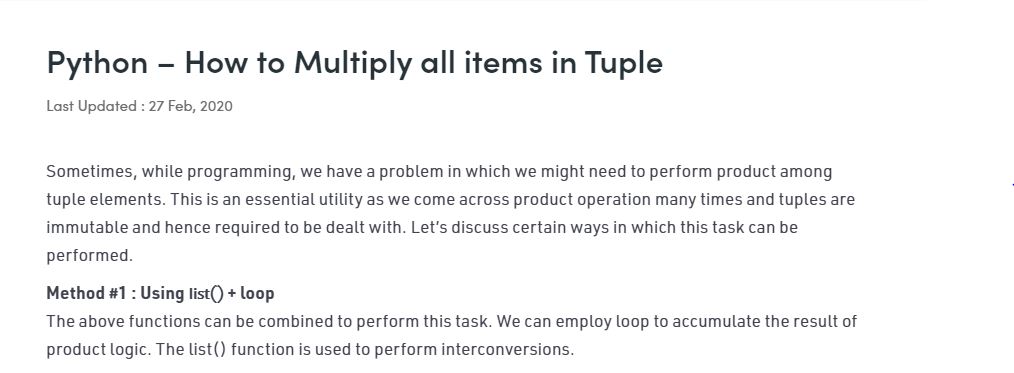 Python – How to Multiply all items in Tuple
Last Updated : 27 Feb, 2020
Sometimes, while programming, we have a problem in which we might need to perform product among
tuple elements. This is an essential utility as we come across product operation many times and tuples are
immutable and hence required to be dealt with. Let’s discuss certain ways in which this task can be
performed.
Method #1 : Using list() + loop
The above functions can be combined to perform this task. We can employ loop to accumulate the result of
product logic. The list() function is used to perform interconversions.